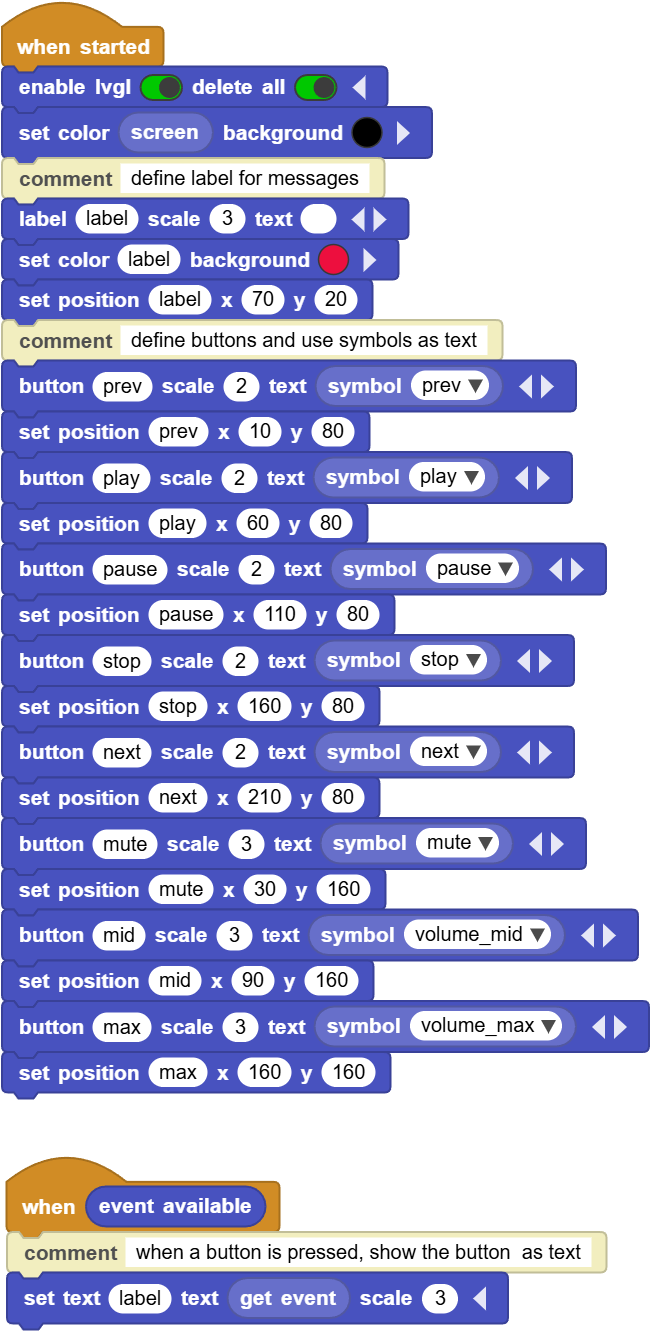 when started
enable lvgl delete all
set color screen background
comment define label for messages
label label scale 3 text
set color label background
set position label x 70 y 20
comment define buttons and use symbols as text
button prev scale 2 text symbol prev
set position prev x 10 y 80
button play scale 2 text symbol play
set position play x 60 y 80
button pause scale 2 text symbol pause
set position pause x 110 y 80
button stop scale 2 text symbol stop
set position stop x 160 y 80
button next scale 2 text symbol next
set position next x 210 y 80
button mute scale 3 text symbol mute
set position mute x 30 y 160
button mid scale 3 text symbol volume_mid
set position mid x 90 y 160
button max scale 3 text symbol volume_max
set position max x 160 y 160
when event available
comment when a button is pressed, show the button as text
set text label text get event scale 3